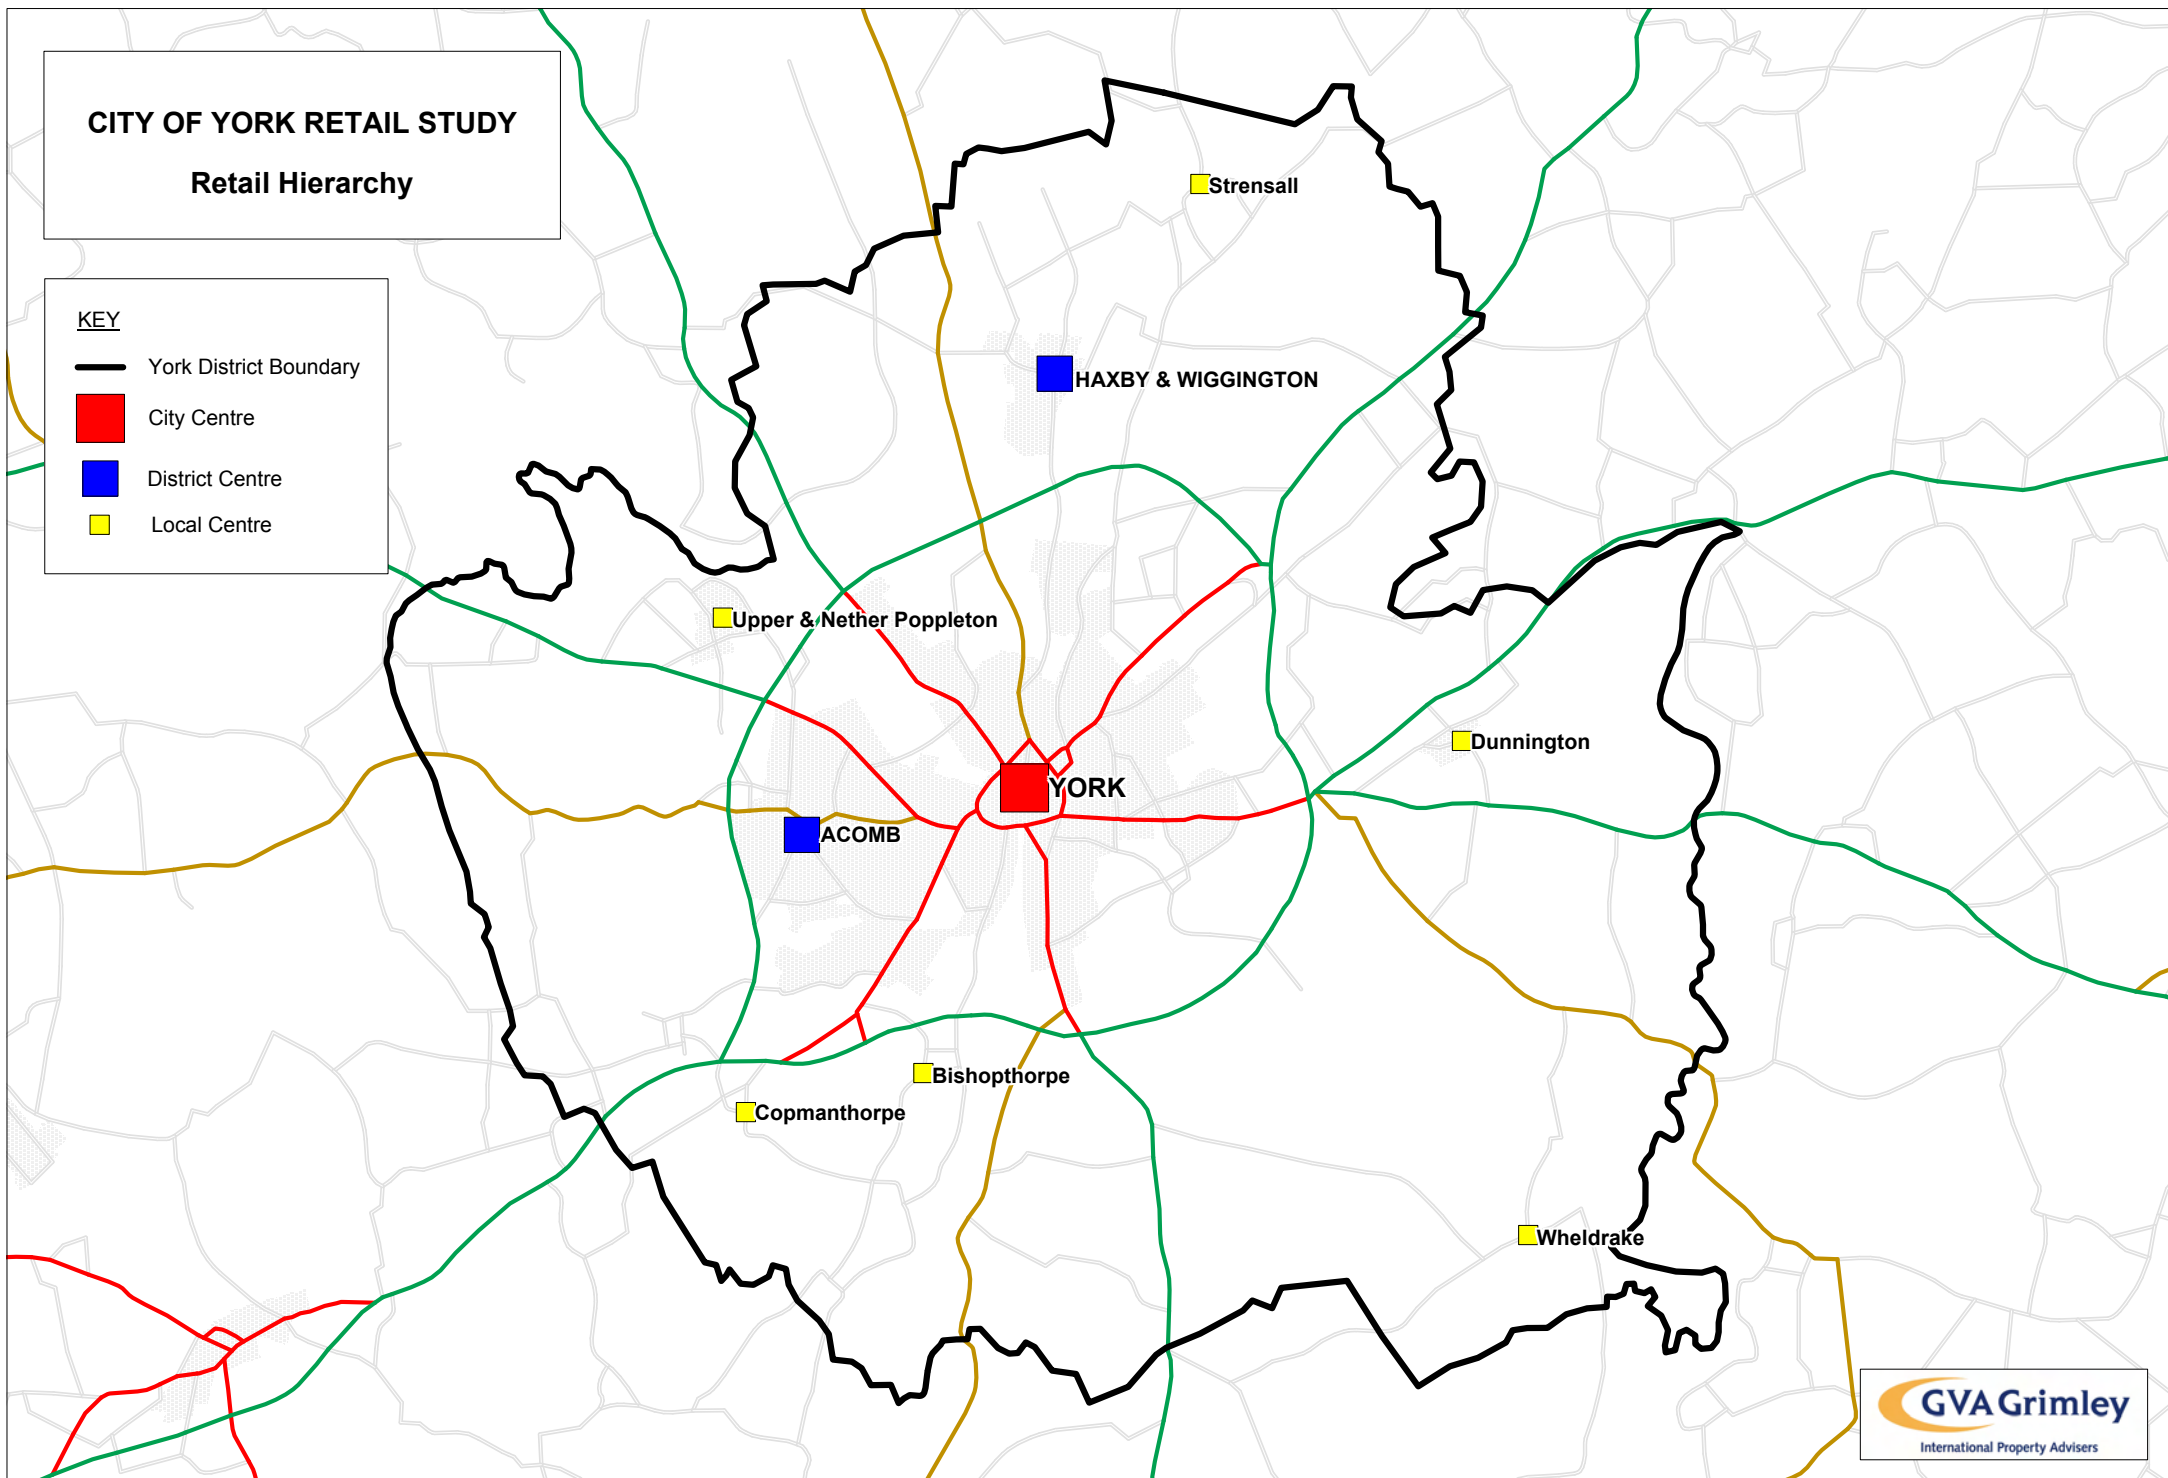 CITY OF YORK RETAIL STUDY
Retail Hierarchy
KEY
York District Boundary
City Centre
District Centre
Local Centre
Strensall
HAXBY & WIGGINGTON
Upper & Nether Poppleton
Dunnington
YORK
ACOMB
Bishopthorpe
Copmanthorpe
Wheldrake
GVA Grimley
International Property Advisers